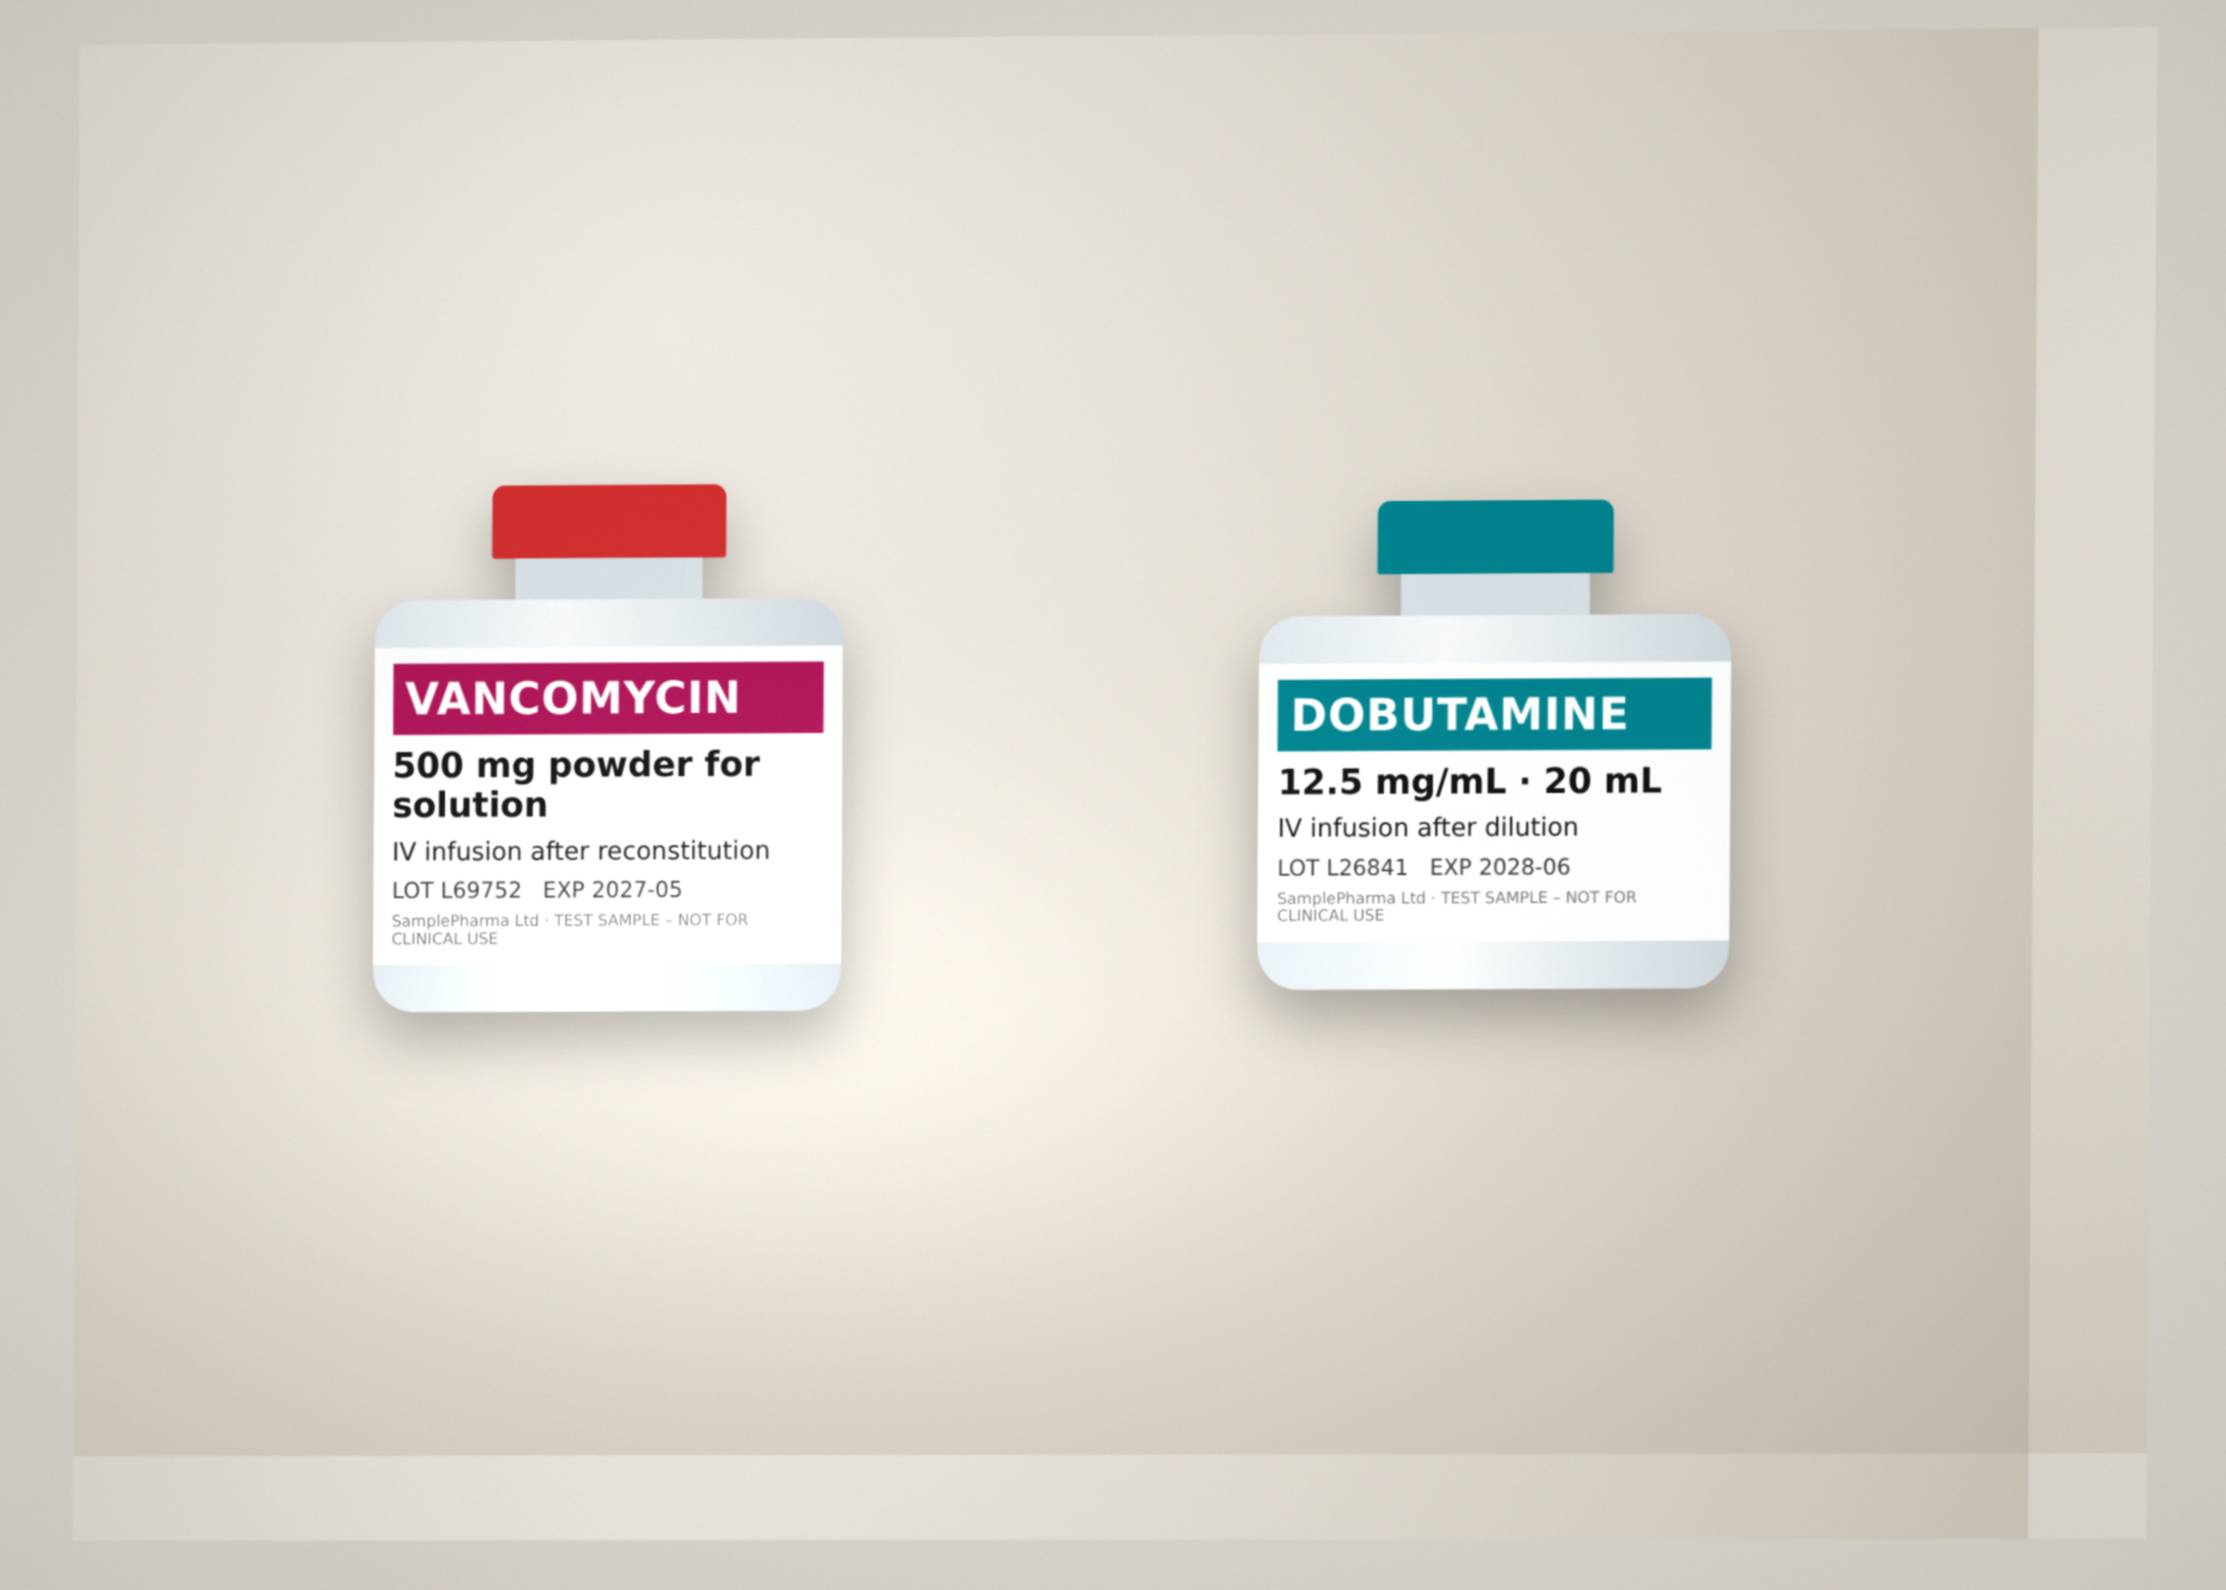 VANCOMYCIN
500 mg powder for
solution
IV infusion after reconstitution
LOT L69752 EXP 2027-05
SamplePharma Ltd · TEST SAMPLE – NOT FOR
CLINICAL USE
DOBUTAMINE
12.5 mg/mL · 20 mL
IV infusion after dilution
LOT L26841 EXP 2028-06
SamplePharma Ltd · TEST SAMPLE – NOT FOR
CLINICAL USE